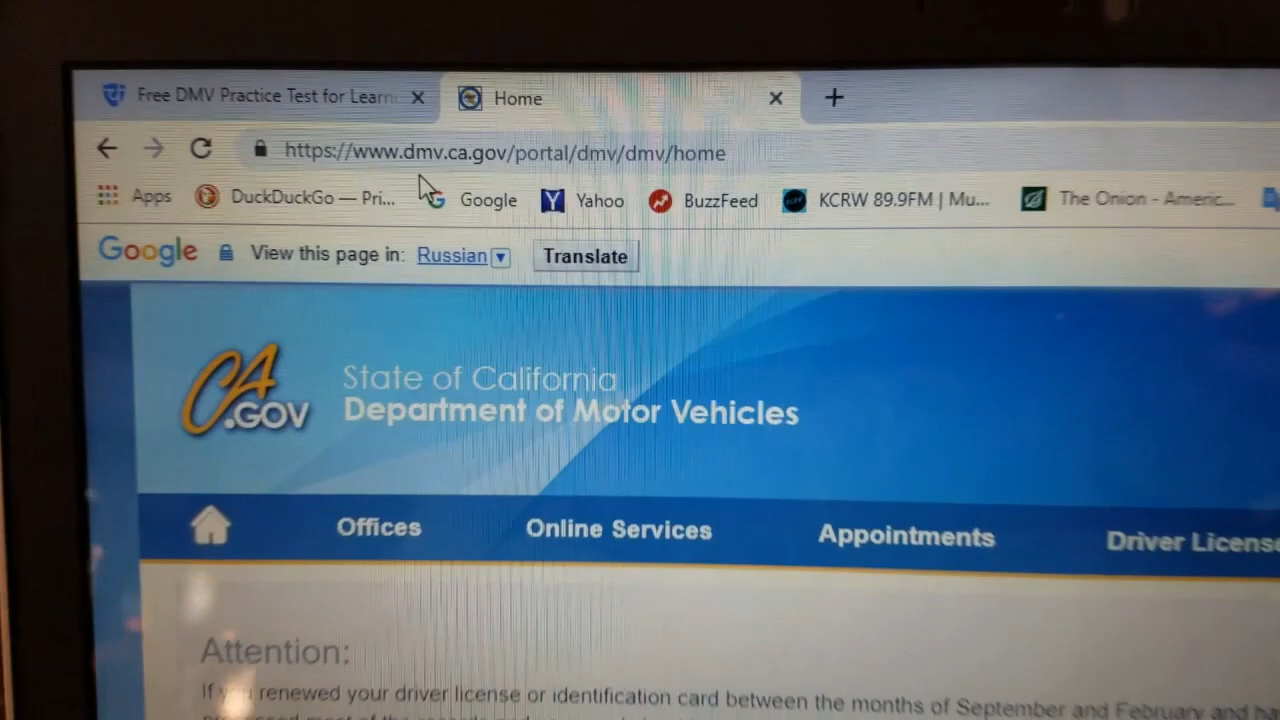 Free DMV Practice Test for Learn
Home
https://www.dmv.ca.gov/portal/dmv/dmv/home
Apps DuckDuckGo — Pri... Google Yahoo BuzzFeed KCRW 89.9FM | Mu... The Onion - Americ...
Google View this page in: Russian Translate
CA
.GOV
State of California
Department of Motor Vehicles
Offices Online Services Appointments Driver License
Attention:
If you renewed your driver license or identification card between the months of September and February and ha